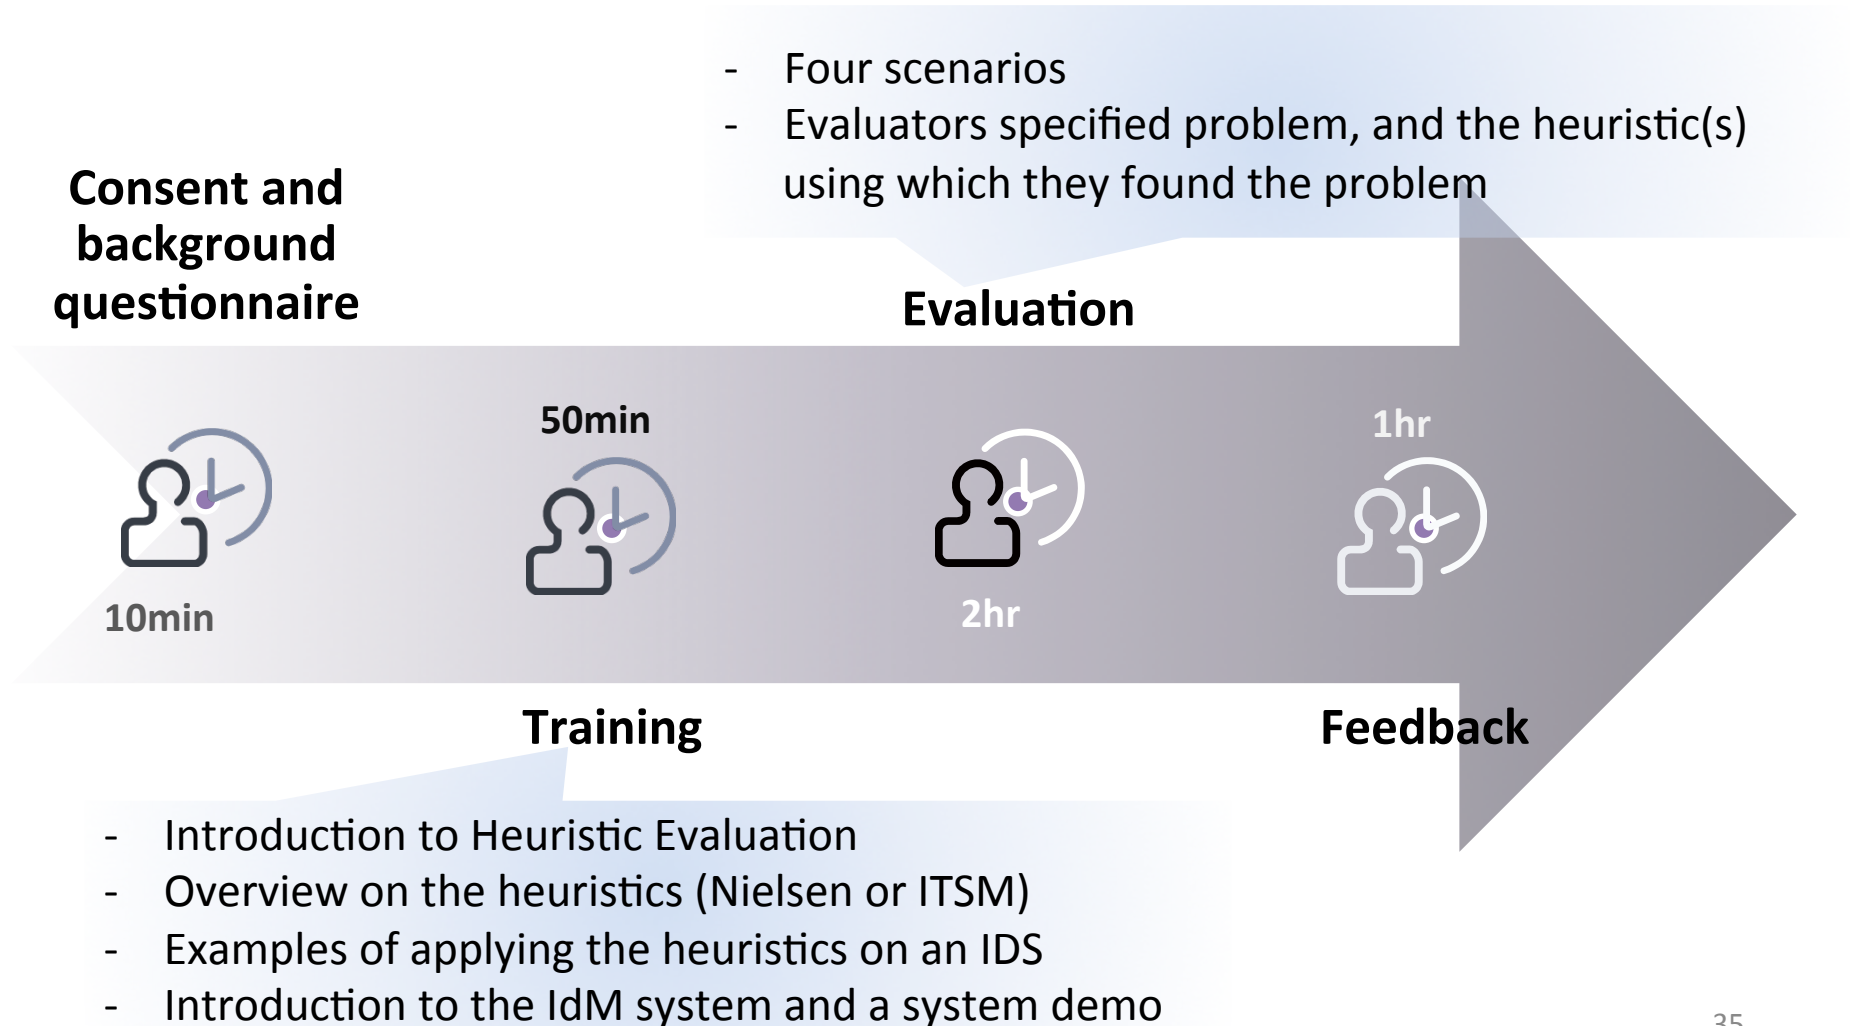 - Four scenarios
- Evaluators specified problem, and the heuristic(s)
using which they found the problem
Consent and
background
questionnaire
Evaluation
50min
1hr
10min
2hr
Training
Feedback
- Introduction to Heuristic Evaluation
- Overview on the heuristics (Nielsen or ITSM)
- Examples of applying the heuristics on an IDS
- Introduction to the IdM system and a system demo
35